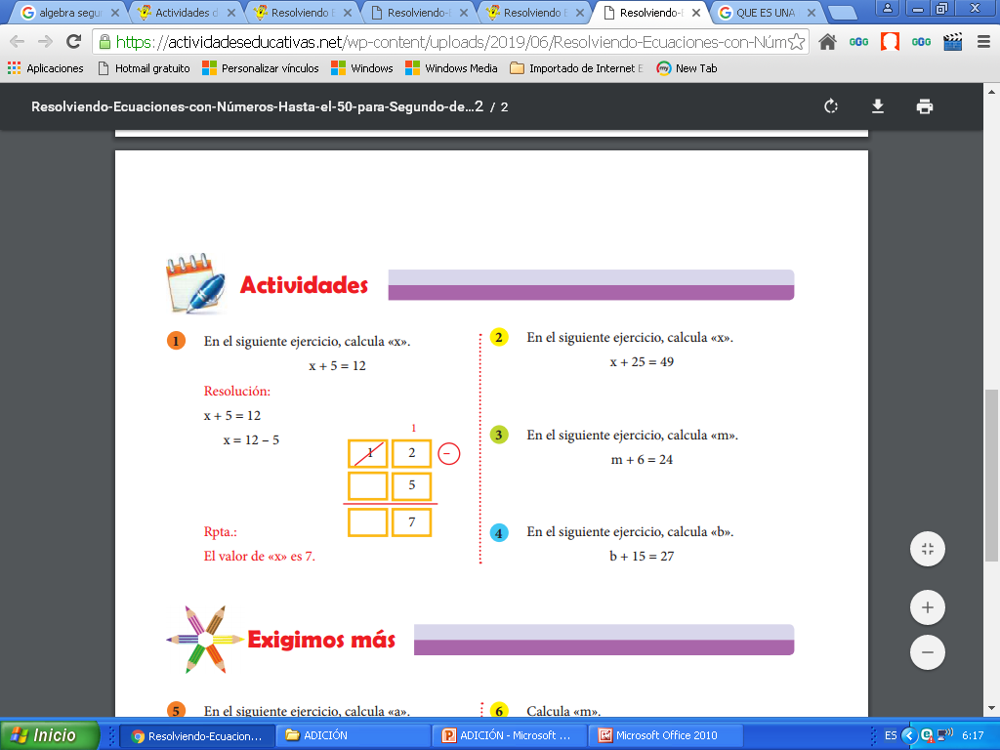 algebra segu
Actividades d
Resolviendo E
Resolviendo-
Resolviendo E
Resolviendo-
QUE ES UNA
https://actividadeseducativas.net/wp-content/uploads/2019/06/Resolviendo-Ecuaciones-con-Núm
Aplicaciones
Hotmail gratuito
Personalizar vínculos
Windows
Windows Media
Importado de Internet E
New Tab
Resolviendo-Ecuaciones-con-Números-Hasta-el-50-para-Segundo-de...2 / 2
Actividades
1 En el siguiente ejercicio, calcula «x».
x + 5 = 12
Resolución:
x + 5 = 12
x = 12 – 5
1
1 2 –
5
7
Rpta.:
El valor de «x» es 7.
2 En el siguiente ejercicio, calcula «x».
x + 25 = 49
3 En el siguiente ejercicio, calcula «m».
m + 6 = 24
4 En el siguiente ejercicio, calcula «b».
b + 15 = 27
Exigimos más
5 En el siguiente ejercicio, calcula «a».
6 Calcula «m».
Inicio
Resolviendo-Ecuacion...
ADICIÓN
ADICIÓN - Microsoft ...
Microsoft Office 2010
ES
6:17